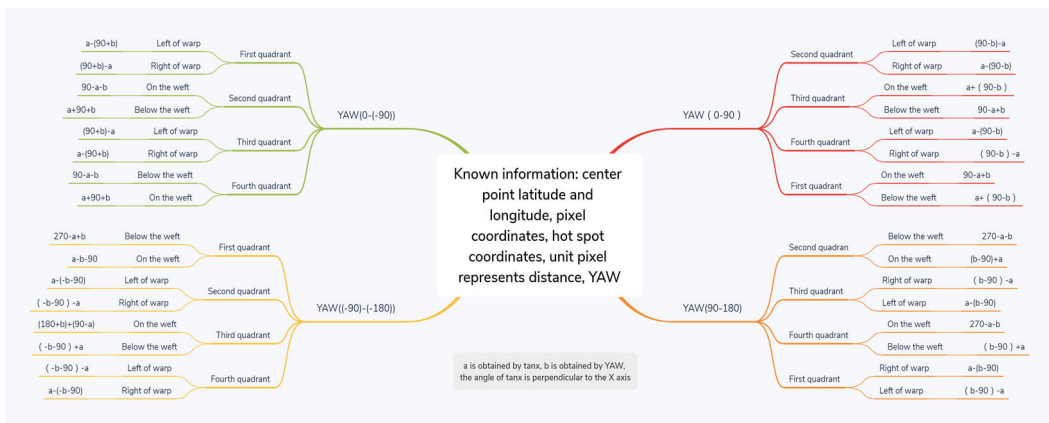 Known information: center
point latitude and
longitude, pixel
coordinates, hot spot
coordinates, unit pixel
represents distance, YAW
YAW(0-(-90))
First quadrant
a-(90+b) Left of warp
(90+b)-a Right of warp
Second quadrant
90-a-b On the weft
a+90+b Below the weft
Third quadrant
(90+b)-a Left of warp
a-(90+b) Right of warp
Fourth quadrant
90-a-b Below the weft
a+90+b On the weft
YAW((-90)-(-180))
First quadrant
270-a+b Below the weft
a-b-90 On the weft
Second quadrant
a-(-b-90) Left of warp
( -b-90 ) -a Right of warp
Third quadrant
(180+b)+(90-a) On the weft
( -b-90 ) +a Below the weft
Fourth quadrant
( -b-90 ) -a Left of warp
a-(-b-90) Right of warp
YAW ( 0-90 )
Second quadrant
Left of warp (90-b)-a
Right of warp a-(90-b)
Third quadrant
On the weft a+ ( 90-b )
Below the weft 90-a+b
Fourth quadrant
Left of warp a-(90-b)
Right of warp ( 90-b ) -a
First quadrant
On the weft 90-a+b
Below the weft a+ ( 90-b )
YAW(90-180)
Second quadran
Below the weft 270-a-b
On the weft (b-90)+a
Third quadrant
Right of warp ( b-90 ) -a
Left of warp a-(b-90)
Fourth quadrant
On the weft 270-a-b
Below the weft ( b-90 ) +a
First quadrant
Right of warp a-(b-90)
Left of warp ( b-90 ) -a
a is obtained by tanx, b is obtained by YAW,
the angle of tanx is perpendicular to the X axis